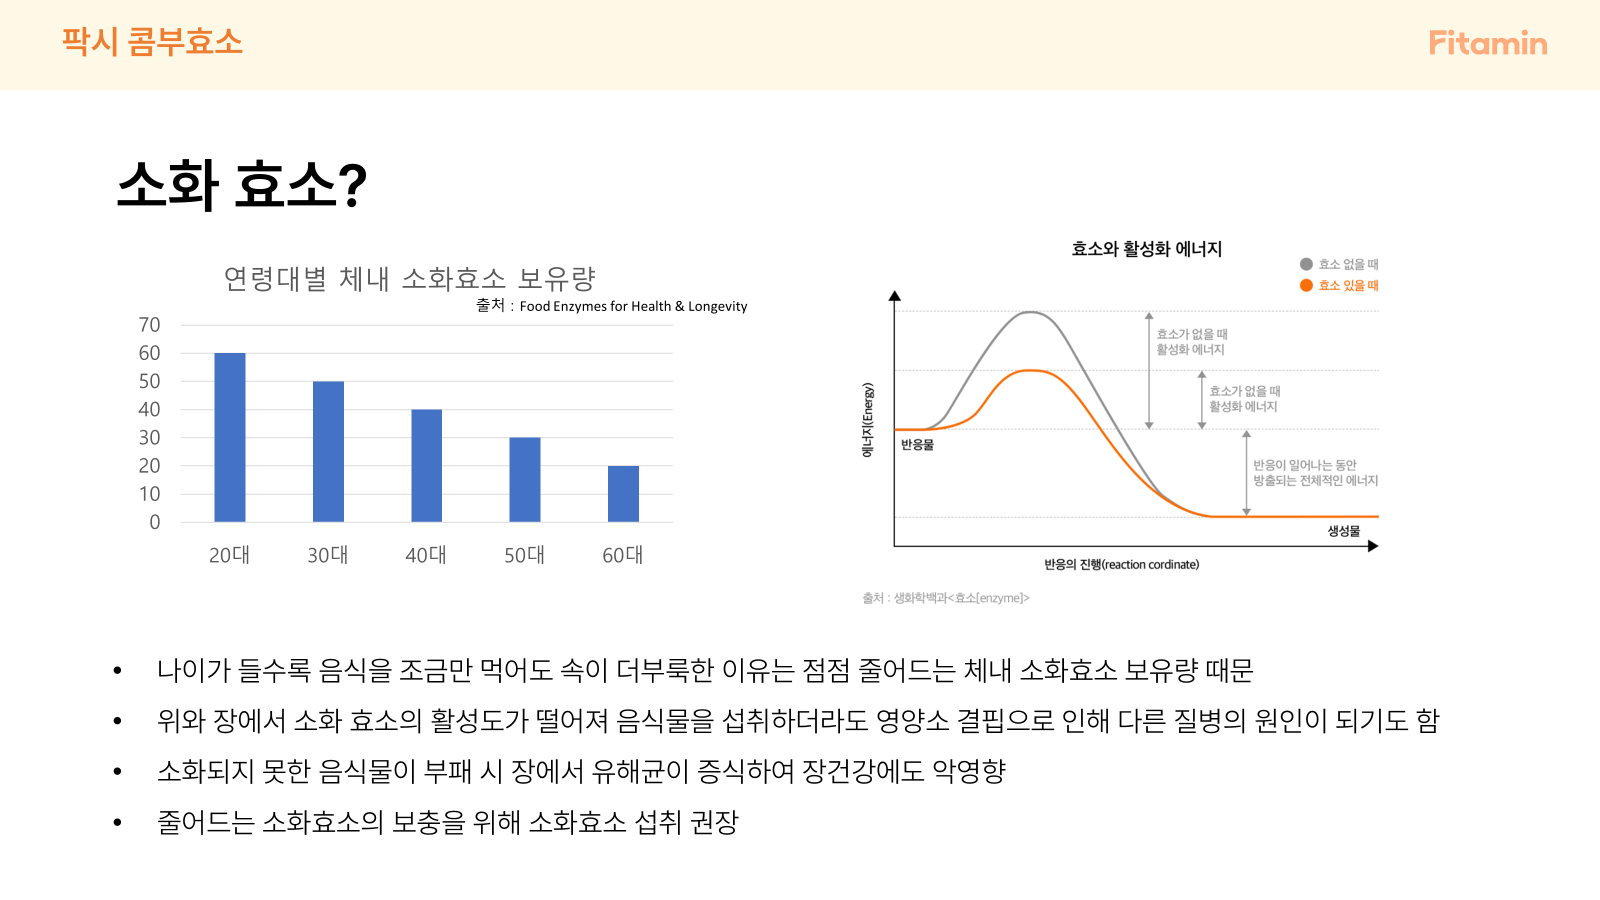 팍시 콤부효소
Fitamin
소화 효소?
연령대별 체내 소화효소 보유량
출처 : Food Enzymes for Health & Longevity
70
60
50
40
30
20
10
0
20대 30대 40대 50대 60대
효소와 활성화 에너지
효소 없을 때
효소 있을 때
에너지(Energy)
효소가 없을 때
활성화 에너지
효소가 없을 때
활성화 에너지
반응물
반응이 일어나는 동안
방출되는 전체적인 에너지
생성물
반응의 진행(reaction cordinate)
출처 : 생화학백과<효소[enzyme]>
• 나이가 들수록 음식을 조금만 먹어도 속이 더부룩한 이유는 점점 줄어드는 체내 소화효소 보유량 때문
• 위와 장에서 소화 효소의 활성도가 떨어져 음식물을 섭취하더라도 영양소 결핍으로 인해 다른 질병의 원인이 되기도 함
• 소화되지 못한 음식물이 부패 시 장에서 유해균이 증식하여 장건강에도 악영향
• 줄어드는 소화효소의 보충을 위해 소화효소 섭취 권장